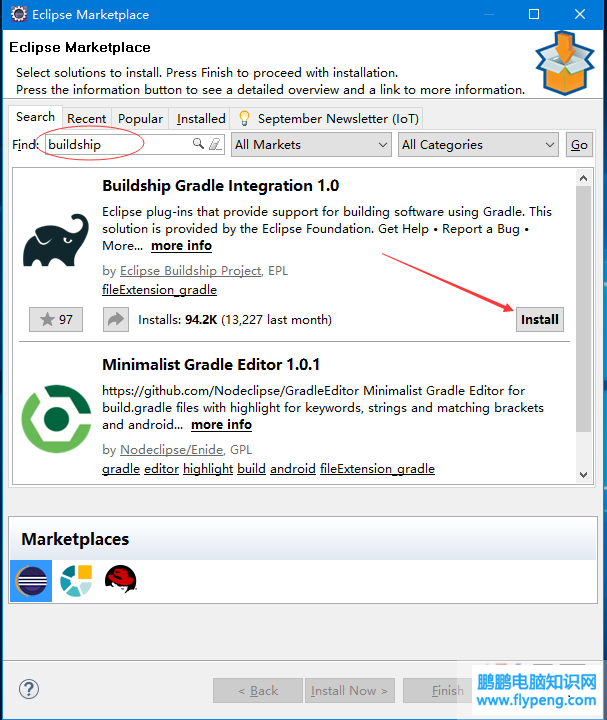 Eclipse Marketplace
Eclipse Marketplace
Select solutions to install. Press Finish to proceed with installation.
Press the information button to see a detailed overview and a link to more information.
Search Recent Popular Installed September Newsletter (IoT)
Find: buildship All Markets All Categories Go
Buildship Gradle Integration 1.0
Eclipse plug-ins that provide support for building software using Gradle. This
solution is provided by the Eclipse Foundation. Get Help • Report a Bug •
More... more info
by Eclipse Buildship Project, EPL
fileExtension_gradle
97 Installs: 94.2K (13,227 last month) Install
Minimalist Gradle Editor 1.0.1
https://github.com/Nodeclipse/GradleEditor Minimalist Gradle Editor for
build.gradle files with highlight for keywords, strings and matching brackets
and android... more info
by Nodeclipse/Enide, GPL
gradle editor highlight build android fileExtension_gradle
Marketplaces
? < Back Install Now > Finish
鹏鹏电脑知识网
www.flypeng.com